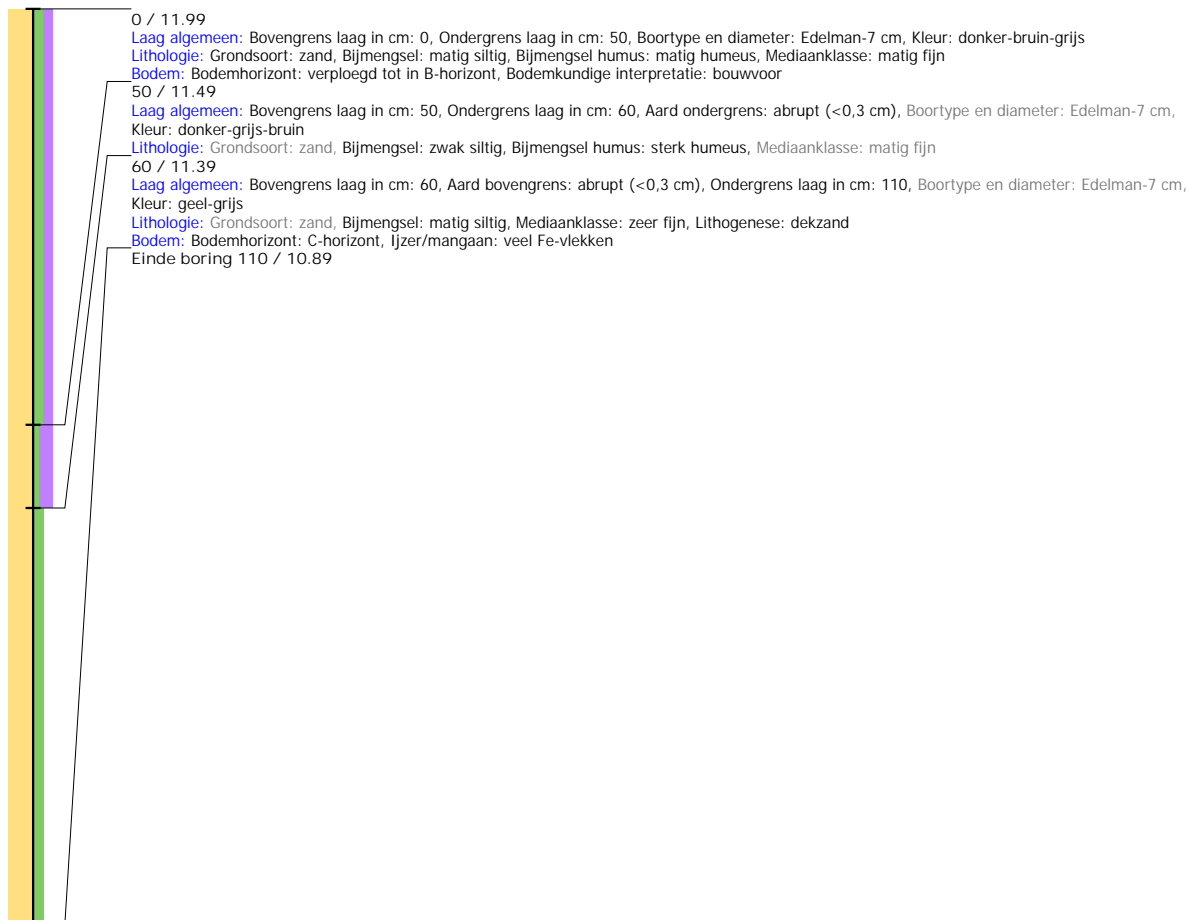 0 / 11.99
Laag algemeen: Bovengrens laag in cm: 0, Ondergrens laag in cm: 50, Boortype en diameter: Edelman-7 cm, Kleur: donker-bruin-grijs
Lithologie: Grondsoort: zand, Bijmengsel: matig siltig, Bijmengsel humus: matig humeus, Mediaanklasse: matig fijn
Bodem: Bodemhorizont: verploegd tot in B-horizont, Bodemkundige interpretatie: bouwvoor
50 / 11.49
Laag algemeen: Bovengrens laag in cm: 50, Ondergrens laag in cm: 60, Aard ondergrens: abrupt (<0,3 cm), Boortype en diameter: Edelman-7 cm,
Kleur: donker-grijs-bruin
Lithologie: Grondsoort: zand, Bijmengsel: zwak siltig, Bijmengsel humus: sterk humeus, Mediaanklasse: matig fijn
60 / 11.39
Laag algemeen: Bovengrens laag in cm: 60, Aard bovengrens: abrupt (<0,3 cm), Ondergrens laag in cm: 110, Boortype en diameter: Edelman-7 cm,
Kleur: geel-grijs
Lithologie: Grondsoort: zand, Bijmengsel: matig siltig, Mediaanklasse: zeer fijn, Lithogenese: dekzand
Bodem: Bodemhorizont: C-horizont, Ijzer/mangaan: veel Fe-vlekken
Einde boring 110 / 10.89